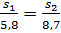 s₁/5,8 = s₂/8,7